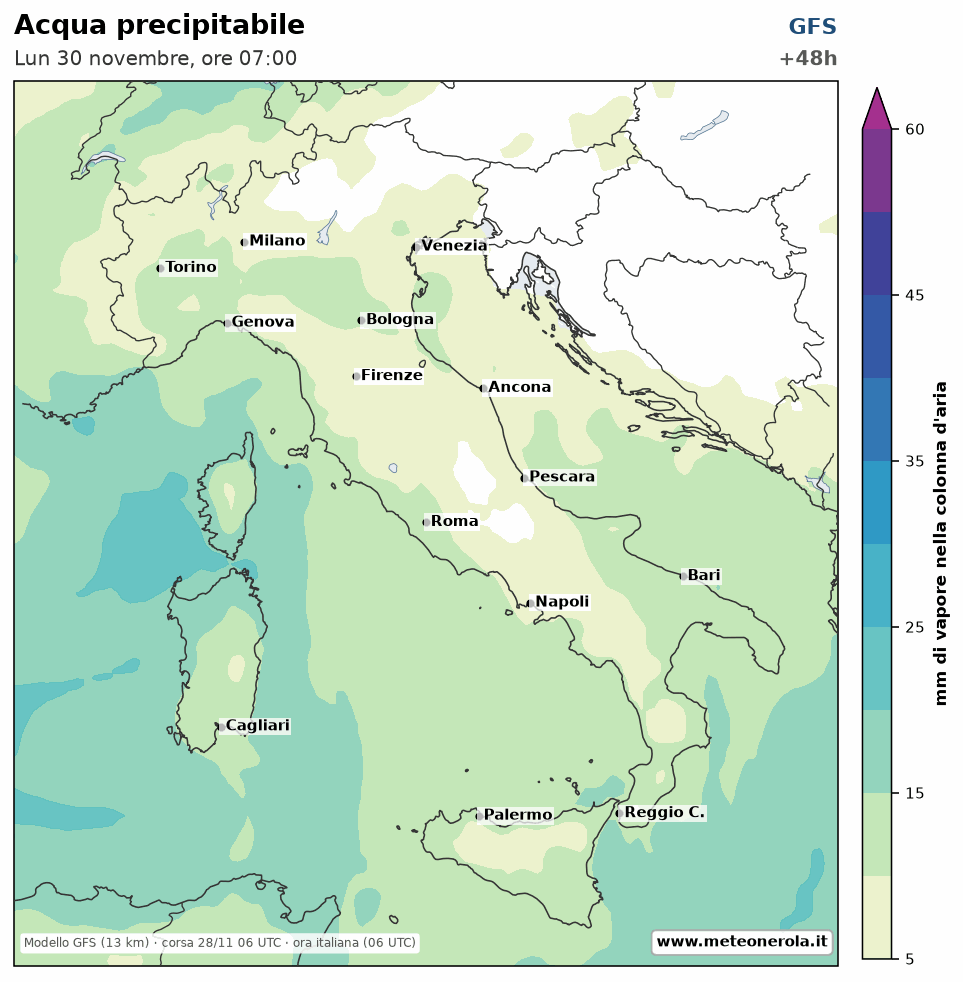 Acqua precipitabile
GFS
Lun 30 novembre, ore 07:00
+48h
60
45
35
25
15
5
mm di vapore nella colonna d'aria
Milano
Venezia
Torino
Genova
Bologna
Firenze
Ancona
Pescara
Roma
Bari
Napoli
Cagliari
Palermo
Reggio C.
Modello GFS (13 km) · corsa 28/11 06 UTC · ora italiana (06 UTC)
www.meteonerola.it